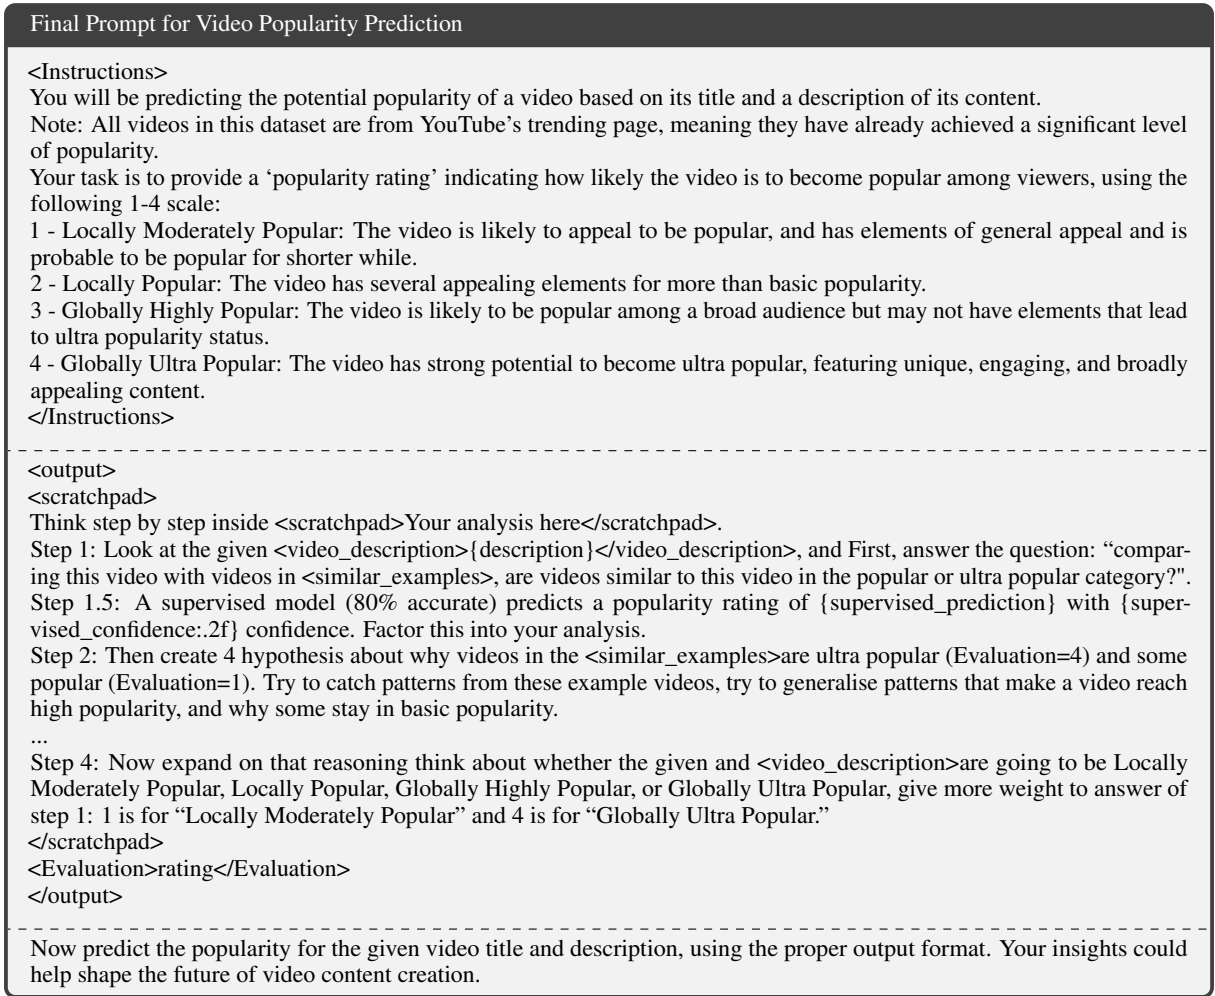 Final Prompt for Video Popularity Prediction
<Instructions>
You will be predicting the potential popularity of a video based on its title and a description of its content.
Note: All videos in this dataset are from YouTube's trending page, meaning they have already achieved a significant level
of popularity.
Your task is to provide a ‘popularity rating’ indicating how likely the video is to become popular among viewers, using the
following 1-4 scale:
1 - Locally Moderately Popular: The video is likely to appeal to be popular, and has elements of general appeal and is
probable to be popular for shorter while.
2 - Locally Popular: The video has several appealing elements for more than basic popularity.
3 - Globally Highly Popular: The video is likely to be popular among a broad audience but may not have elements that lead
to ultra popularity status.
4 - Globally Ultra Popular: The video has strong potential to become ultra popular, featuring unique, engaging, and broadly
appealing content.
</Instructions>
<output>
<scratchpad>
Think step by step inside <scratchpad>Your analysis here</scratchpad>.
Step 1: Look at the given <video_description>{description}</video_description>, and First, answer the question: “compar-
ing this video with videos in <similar_examples>, are videos similar to this video in the popular or ultra popular category?".
Step 1.5: A supervised model (80% accurate) predicts a popularity rating of {supervised_prediction} with {super-
vised_confidence:.2f} confidence. Factor this into your analysis.
Step 2: Then create 4 hypothesis about why videos in the <similar_examples>are ultra popular (Evaluation=4) and some
popular (Evaluation=1). Try to catch patterns from these example videos, try to generalise patterns that make a video reach
high popularity, and why some stay in basic popularity.
...
Step 4: Now expand on that reasoning think about whether the given and <video_description>are going to be Locally
Moderately Popular, Locally Popular, Globally Highly Popular, or Globally Ultra Popular, give more weight to answer of
step 1: 1 is for “Locally Moderately Popular” and 4 is for “Globally Ultra Popular.”
</scratchpad>
<Evaluation>rating</Evaluation>
</output>
Now predict the popularity for the given video title and description, using the proper output format. Your insights could
help shape the future of video content creation.